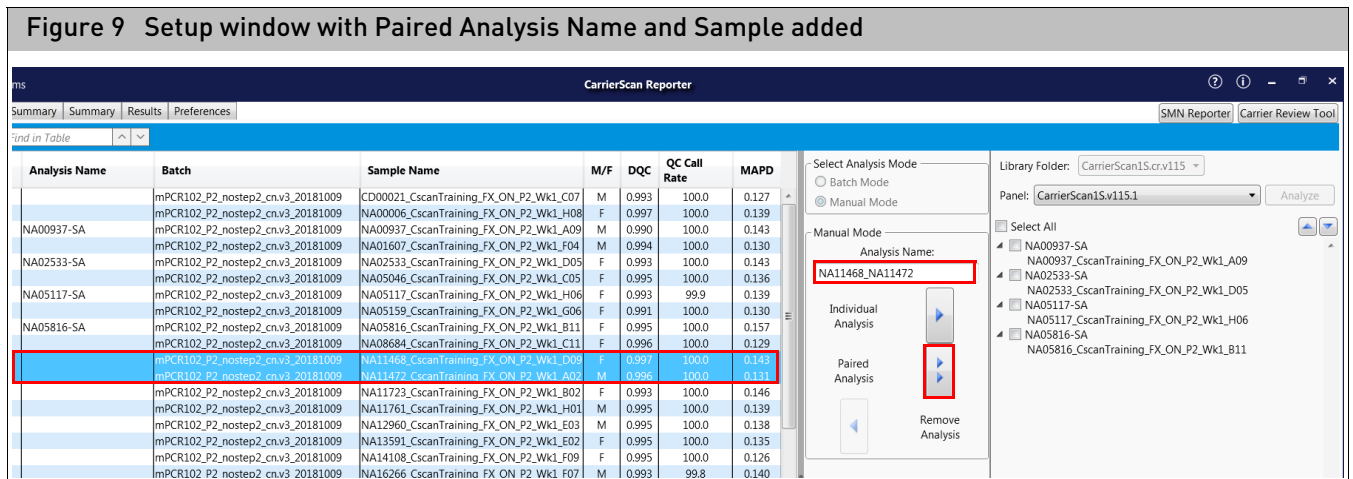 Figure 9 Setup window with Paired Analysis Name and Sample added
ms
CarrierScan Reporter
Summary Summary Results Preferences
SMN Reporter Carrier Review Tool
Find in Table
Analysis Name Batch Sample Name M/F DQC QC Call Rate MAPD
mPCR102_P2_nostep2_cn.v3_20181009 CD00021_CscanTraining_FX_ON_P2_Wk1_C07 M 0.993 100.0 0.127
mPCR102_P2_nostep2_cn.v3_20181009 NA00006_CscanTraining_FX_ON_P2_Wk1_H08 F 0.997 100.0 0.139
NA00937-SA mPCR102_P2_nostep2_cn.v3_20181009 NA00937_CscanTraining_FX_ON_P2_Wk1_A09 M 0.990 100.0 0.143
mPCR102_P2_nostep2_cn.v3_20181009 NA01607_CscanTraining_FX_ON_P2_Wk1_F04 M 0.994 100.0 0.130
NA02533-SA mPCR102_P2_nostep2_cn.v3_20181009 NA02533_CscanTraining_FX_ON_P2_Wk1_D05 F 0.993 100.0 0.143
mPCR102_P2_nostep2_cn.v3_20181009 NA05046_CscanTraining_FX_ON_P2_Wk1_C05 F 0.995 100.0 0.136
NA05117-SA mPCR102_P2_nostep2_cn.v3_20181009 NA05117_CscanTraining_FX_ON_P2_Wk1_H06 F 0.993 99.9 0.139
mPCR102_P2_nostep2_cn.v3_20181009 NA05159_CscanTraining_FX_ON_P2_Wk1_G06 F 0.991 100.0 0.130
NA05816-SA mPCR102_P2_nostep2_cn.v3_20181009 NA05816_CscanTraining_FX_ON_P2_Wk1_B11 F 0.995 100.0 0.157
mPCR102_P2_nostep2_cn.v3_20181009 NA08684_CscanTraining_FX_ON_P2_Wk1_C11 F 0.996 100.0 0.129
mPCR102_P2_nostep2_cn.v3_20181009 NA11468_CscanTraining_FX_ON_P2_Wk1_D09 F 0.997 100.0 0.143
mPCR102_P2_nostep2_cn.v3_20181009 NA11472_CscanTraining_FX_ON_P2_Wk1_A02 M 0.996 100.0 0.131
mPCR102_P2_nostep2_cn.v3_20181009 NA11723_CscanTraining_FX_ON_P2_Wk1_B02 F 0.993 100.0 0.146
mPCR102_P2_nostep2_cn.v3_20181009 NA11761_CscanTraining_FX_ON_P2_Wk1_H01 M 0.995 100.0 0.139
mPCR102_P2_nostep2_cn.v3_20181009 NA12960_CscanTraining_FX_ON_P2_Wk1_E03 M 0.995 100.0 0.138
mPCR102_P2_nostep2_cn.v3_20181009 NA13591_CscanTraining_FX_ON_P2_Wk1_E02 F 0.995 100.0 0.135
mPCR102_P2_nostep2_cn.v3_20181009 NA14108_CscanTraining_FX_ON_P2_Wk1_F09 F 0.995 100.0 0.126
mPCR102_P2_nostep2_cn.v3_20181009 NA16266_CscanTraining_FX_ON_P2_Wk1_F07 M 0.993 99.8 0.140
Select Analysis Mode
Batch Mode
Manual Mode
Manual Mode
Analysis Name:
NA11468_NA11472
Individual
Analysis
Paired
Analysis
Remove
Analysis
Library Folder: CarrierScan1S.cr.v115
Panel: CarrierScan1S.v115.1 Analyze
Select All
NA00937-SA
NA00937_CscanTraining_FX_ON_P2_Wk1_A09
NA02533-SA
NA02533_CscanTraining_FX_ON_P2_Wk1_D05
NA05117-SA
NA05117_CscanTraining_FX_ON_P2_Wk1_H06
NA05816-SA
NA05816_CscanTraining_FX_ON_P2_Wk1_B11